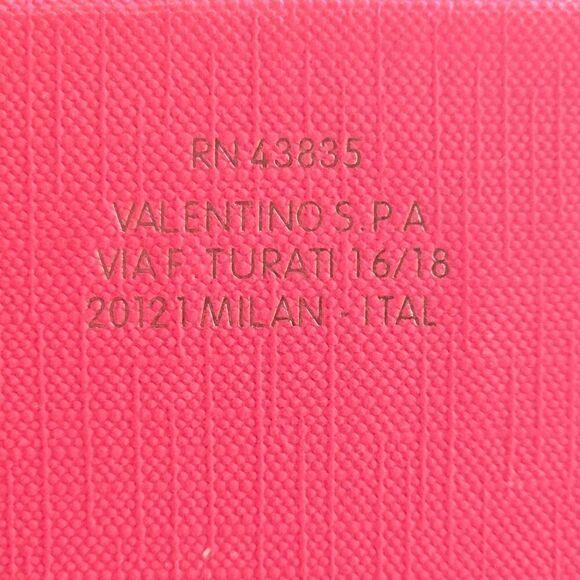 RN 43835
VALENTINO S.P.A
VIA F. TURATI 16/18
20121 MILAN - ITAL